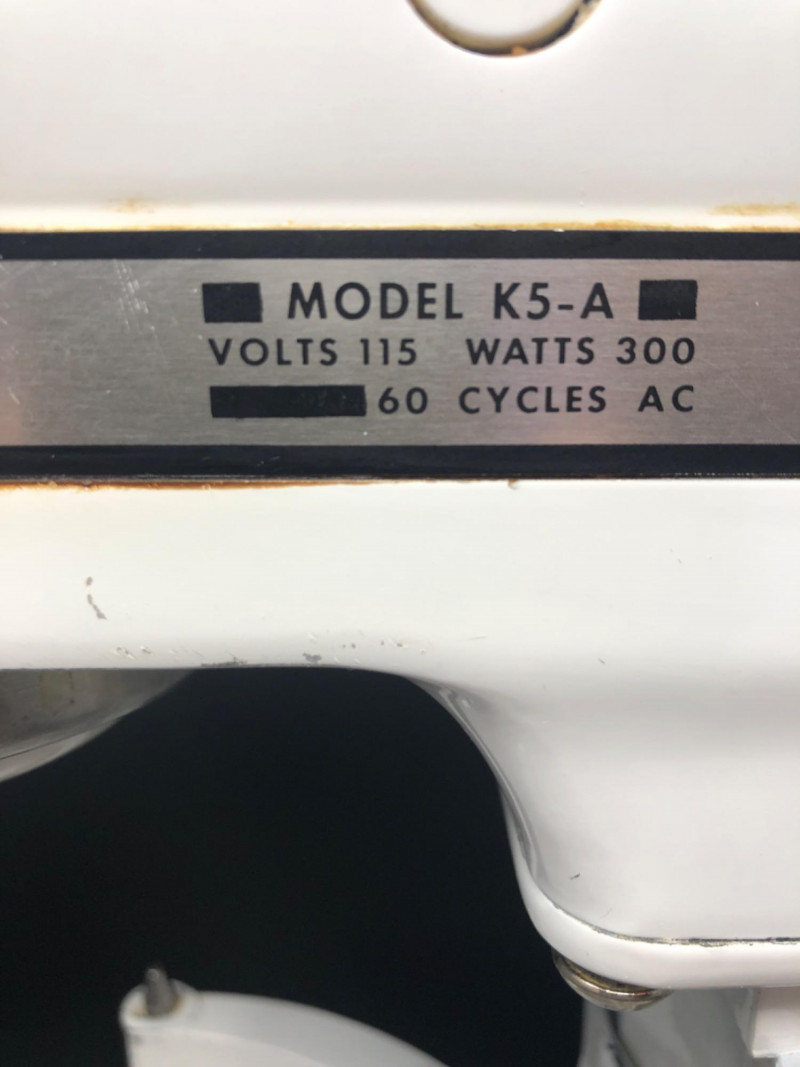 MODEL K5-A
VOLTS 115 WATTS 300
60 CYCLES AC